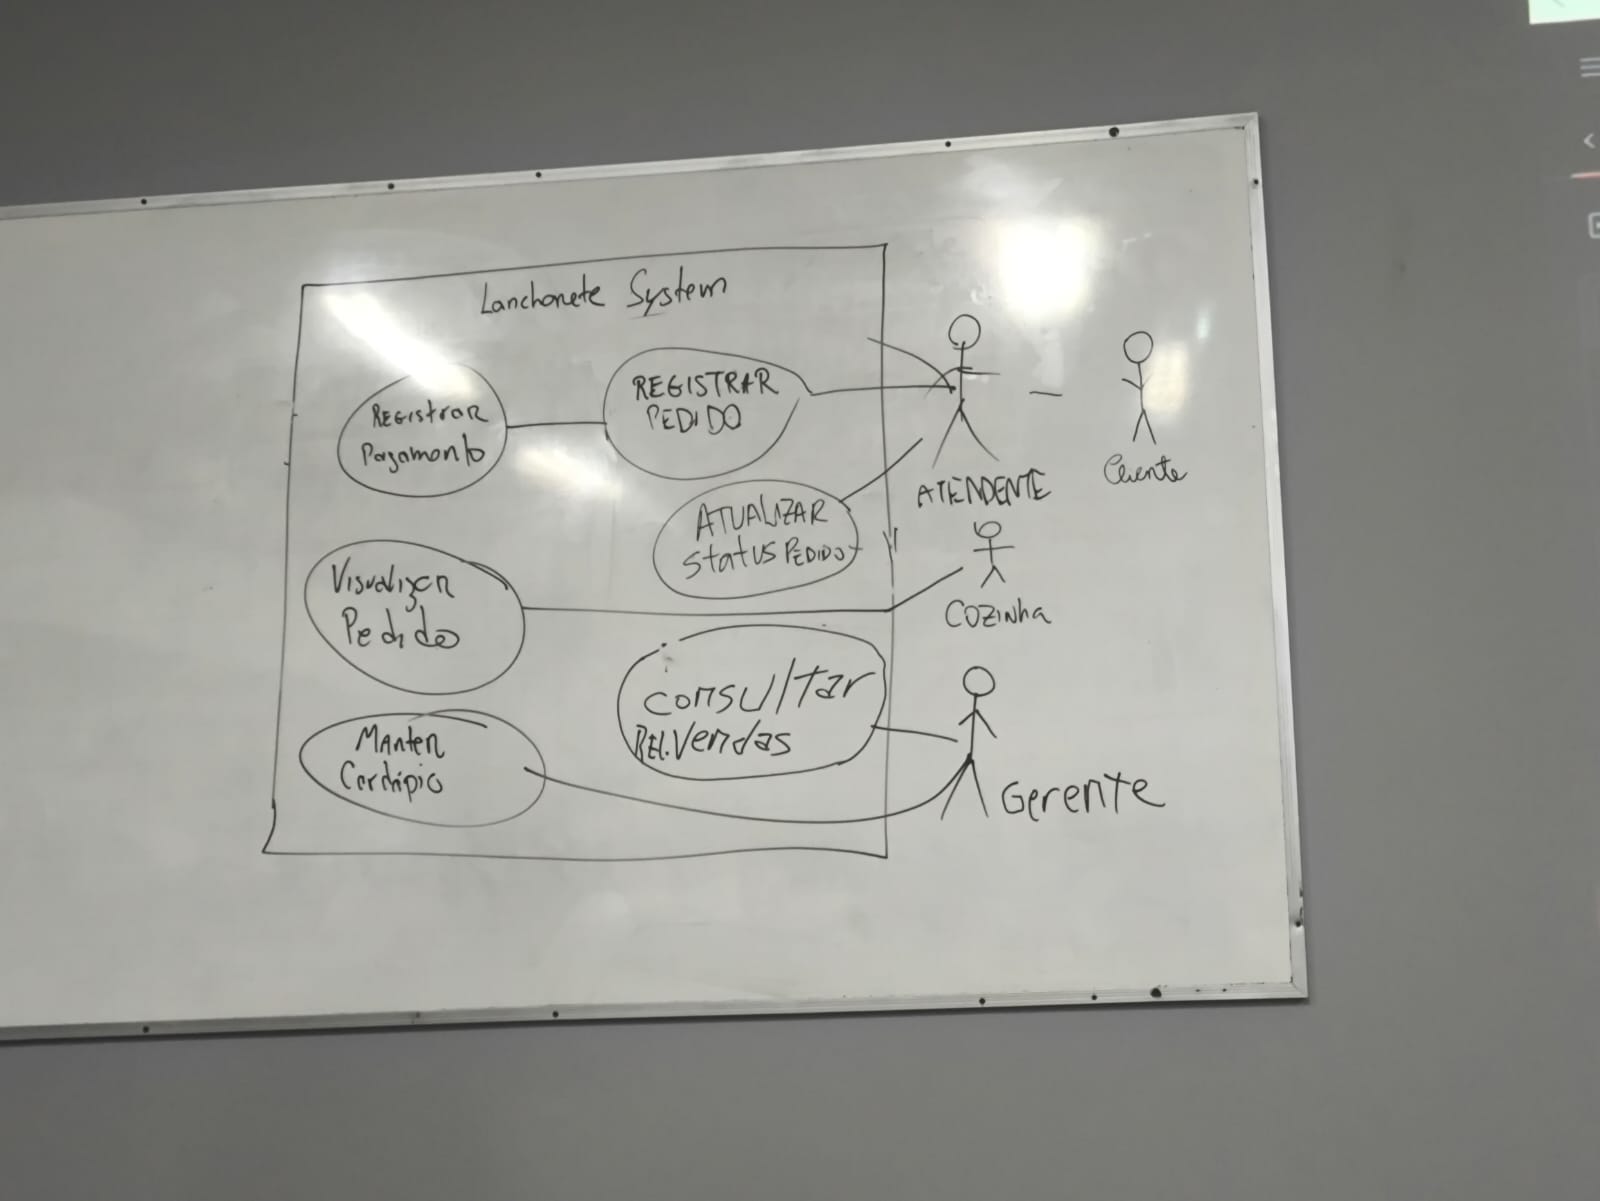 Lanchonete System
Registrar
Pagamento
REGISTRAR
PEDIDO
ATUALIZAR
Status PEDIDO
ATENDENTE
Cliente
Visualizar
Pedido
COZINHA
Consultar
REL. Vendas
Manter
Cardápio
Gerente